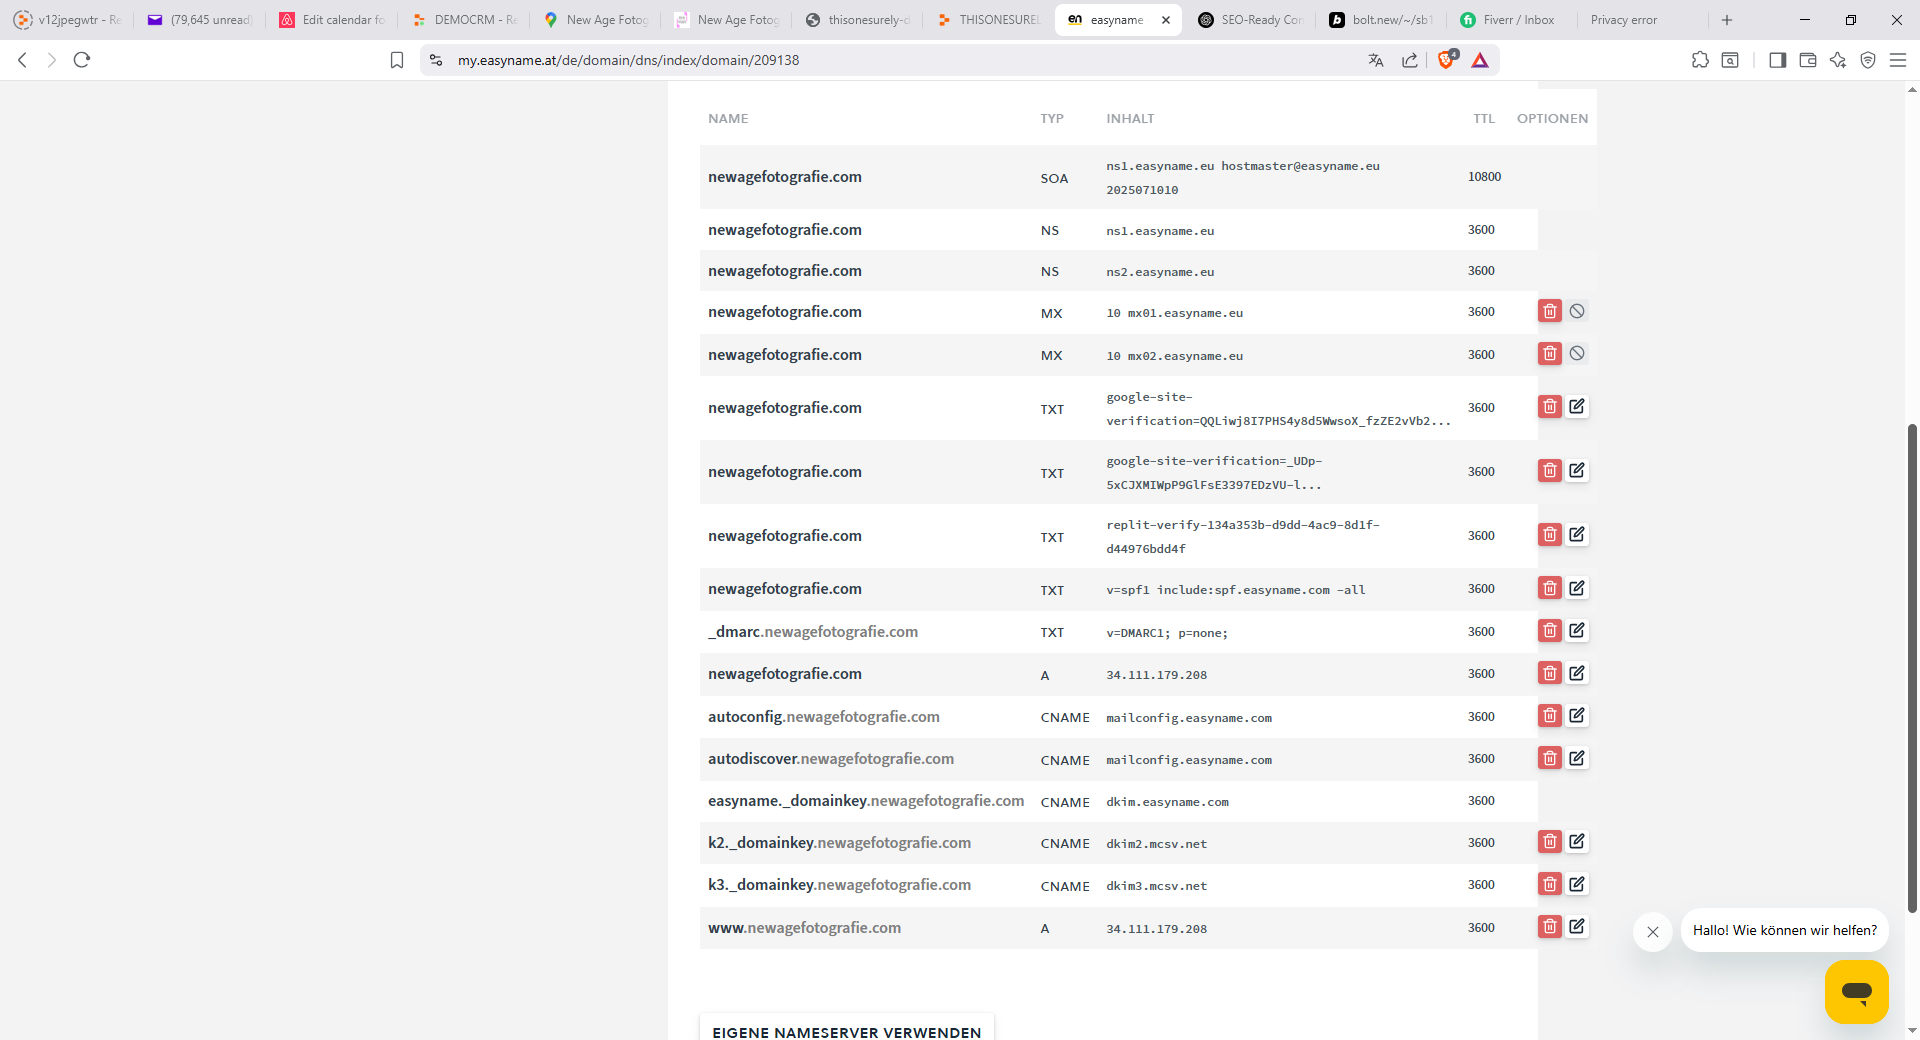 v12jpegwtr - Re
(79,645 unread)
Edit calendar fo
DEMOCRM - Re
New Age Fotog
New Age Fotog
thisonesurely-d
THISONESUREL
easyname
SEO-Ready Con
bolt.new/~/sb1
Fiverr / Inbox
Privacy error
my.easyname.at/de/domain/dns/index/domain/209138
4
NAME TYP INHALT TTL OPTIONEN
newagefotografie.com SOA ns1.easyname.eu hostmaster@easyname.eu 10800
2025071010
newagefotografie.com NS ns1.easyname.eu 3600
newagefotografie.com NS ns2.easyname.eu 3600
newagefotografie.com MX 10 mx01.easyname.eu 3600
newagefotografie.com MX 10 mx02.easyname.eu 3600
newagefotografie.com TXT google-site- 3600
verification=QQLiwj8I7PHS4y8d5WwsoX_fzZE2vVb2...
newagefotografie.com TXT google-site-verification=_UDp- 3600
5xCJXMIWpP9GlFsE3397EDzVU-l...
newagefotografie.com TXT replit-verify-134a353b-d9dd-4ac9-8d1f- 3600
d44976bdd4f
newagefotografie.com TXT v=spf1 include:spf.easyname.com -all 3600
_dmarc.newagefotografie.com TXT v=DMARC1; p=none; 3600
newagefotografie.com A 34.111.179.208 3600
autoconfig.newagefotografie.com CNAME mailconfig.easyname.com 3600
autodiscover.newagefotografie.com CNAME mailconfig.easyname.com 3600
easyname._domainkey.newagefotografie.com CNAME dkim.easyname.com 3600
k2._domainkey.newagefotografie.com CNAME dkim2.mcsv.net 3600
k3._domainkey.newagefotografie.com CNAME dkim3.mcsv.net 3600
www.newagefotografie.com A 34.111.179.208 3600
Hallo! Wie können wir helfen?
EIGENE NAMESERVER VERWENDEN